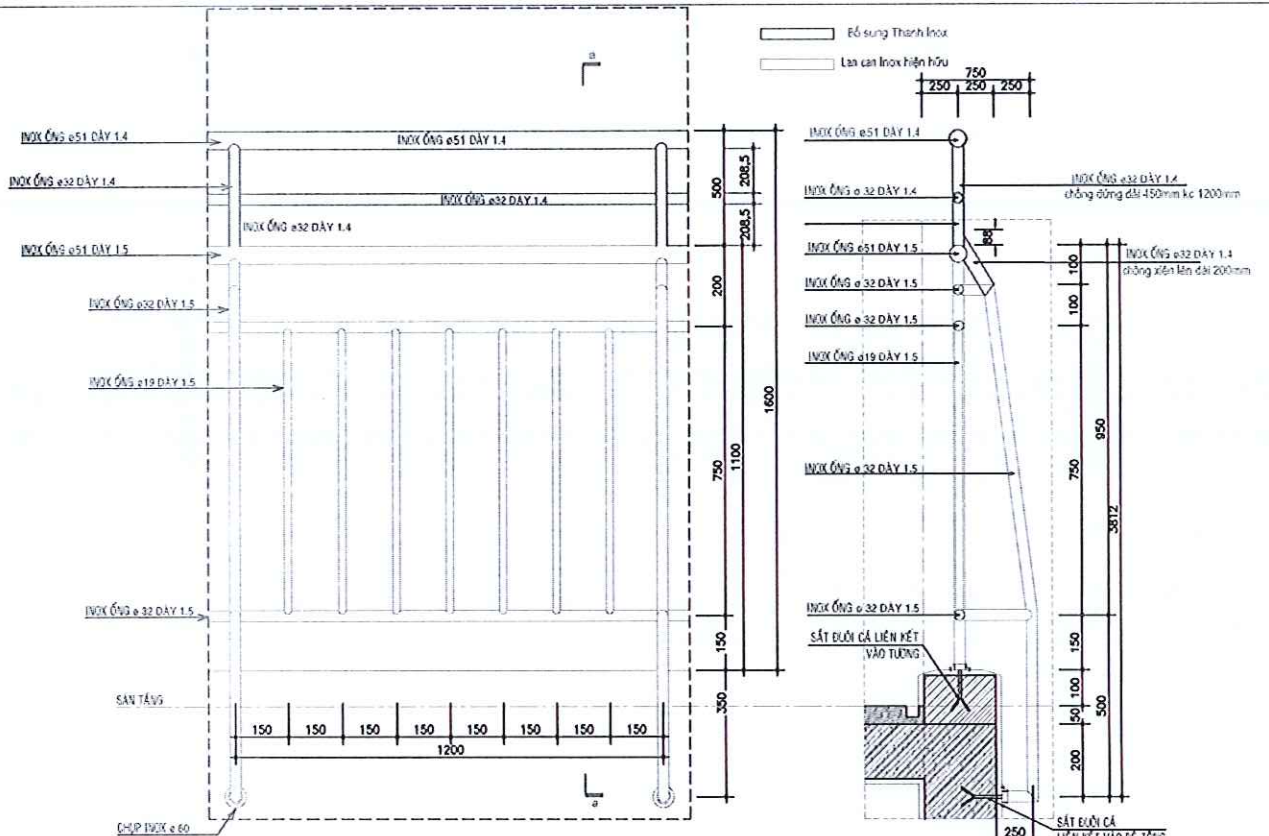 Bổ sung Thanh Inox
Lan can Inox hiện hữu
a
INOX ỐNG ø51 DÀY 1.4
INOX ỐNG ø51 DÀY 1.4
INOX ỐNG ø32 DÀY 1.4
INOX ỐNG ø32 DÀY 1.4
INOX ỐNG ø32 DÀY 1.4
INOX ỐNG ø51 DÀY 1.5
INOX ỐNG ø32 DÀY 1.5
INOX ỐNG ø19 DÀY 1.5
INOX ỐNG ø 32 DÀY 1.5
SÀN TẦNG
150 150 150 150 150 150 150 150
1200
a
CHỤP INOX ø 60
500
208,5
208,5
200
750
1100
1600
150
350
750
250 250 250
INOX ỐNG ø51 DÀY 1.4
INOX ỐNG ø32 DÀY 1.4
chống đứng dài 450mm kc 1200mm
INOX ỐNG ø 32 DÀY 1.4
88
INOX ỐNG ø51 DÀY 1.5
INOX ỐNG ø32 DÀY 1.4
chống xiên lên dài 200mm
INOX ỐNG ø 32 DÀY 1.5
INOX ỐNG ø 32 DÀY 1.5
INOX ỐNG ø19 DÀY 1.5
INOX ỐNG ø 32 DÀY 1.5
INOX ỐNG ø 32 DÀY 1.5
SẮT ĐUÔI CÁ LIÊN KẾT
VÀO TƯỜNG
100
100
750
950
3812
150
100
50
500
200
250
SẮT ĐUÔI CÁ
LIÊN KẾT VÀO BÊ TÔNG